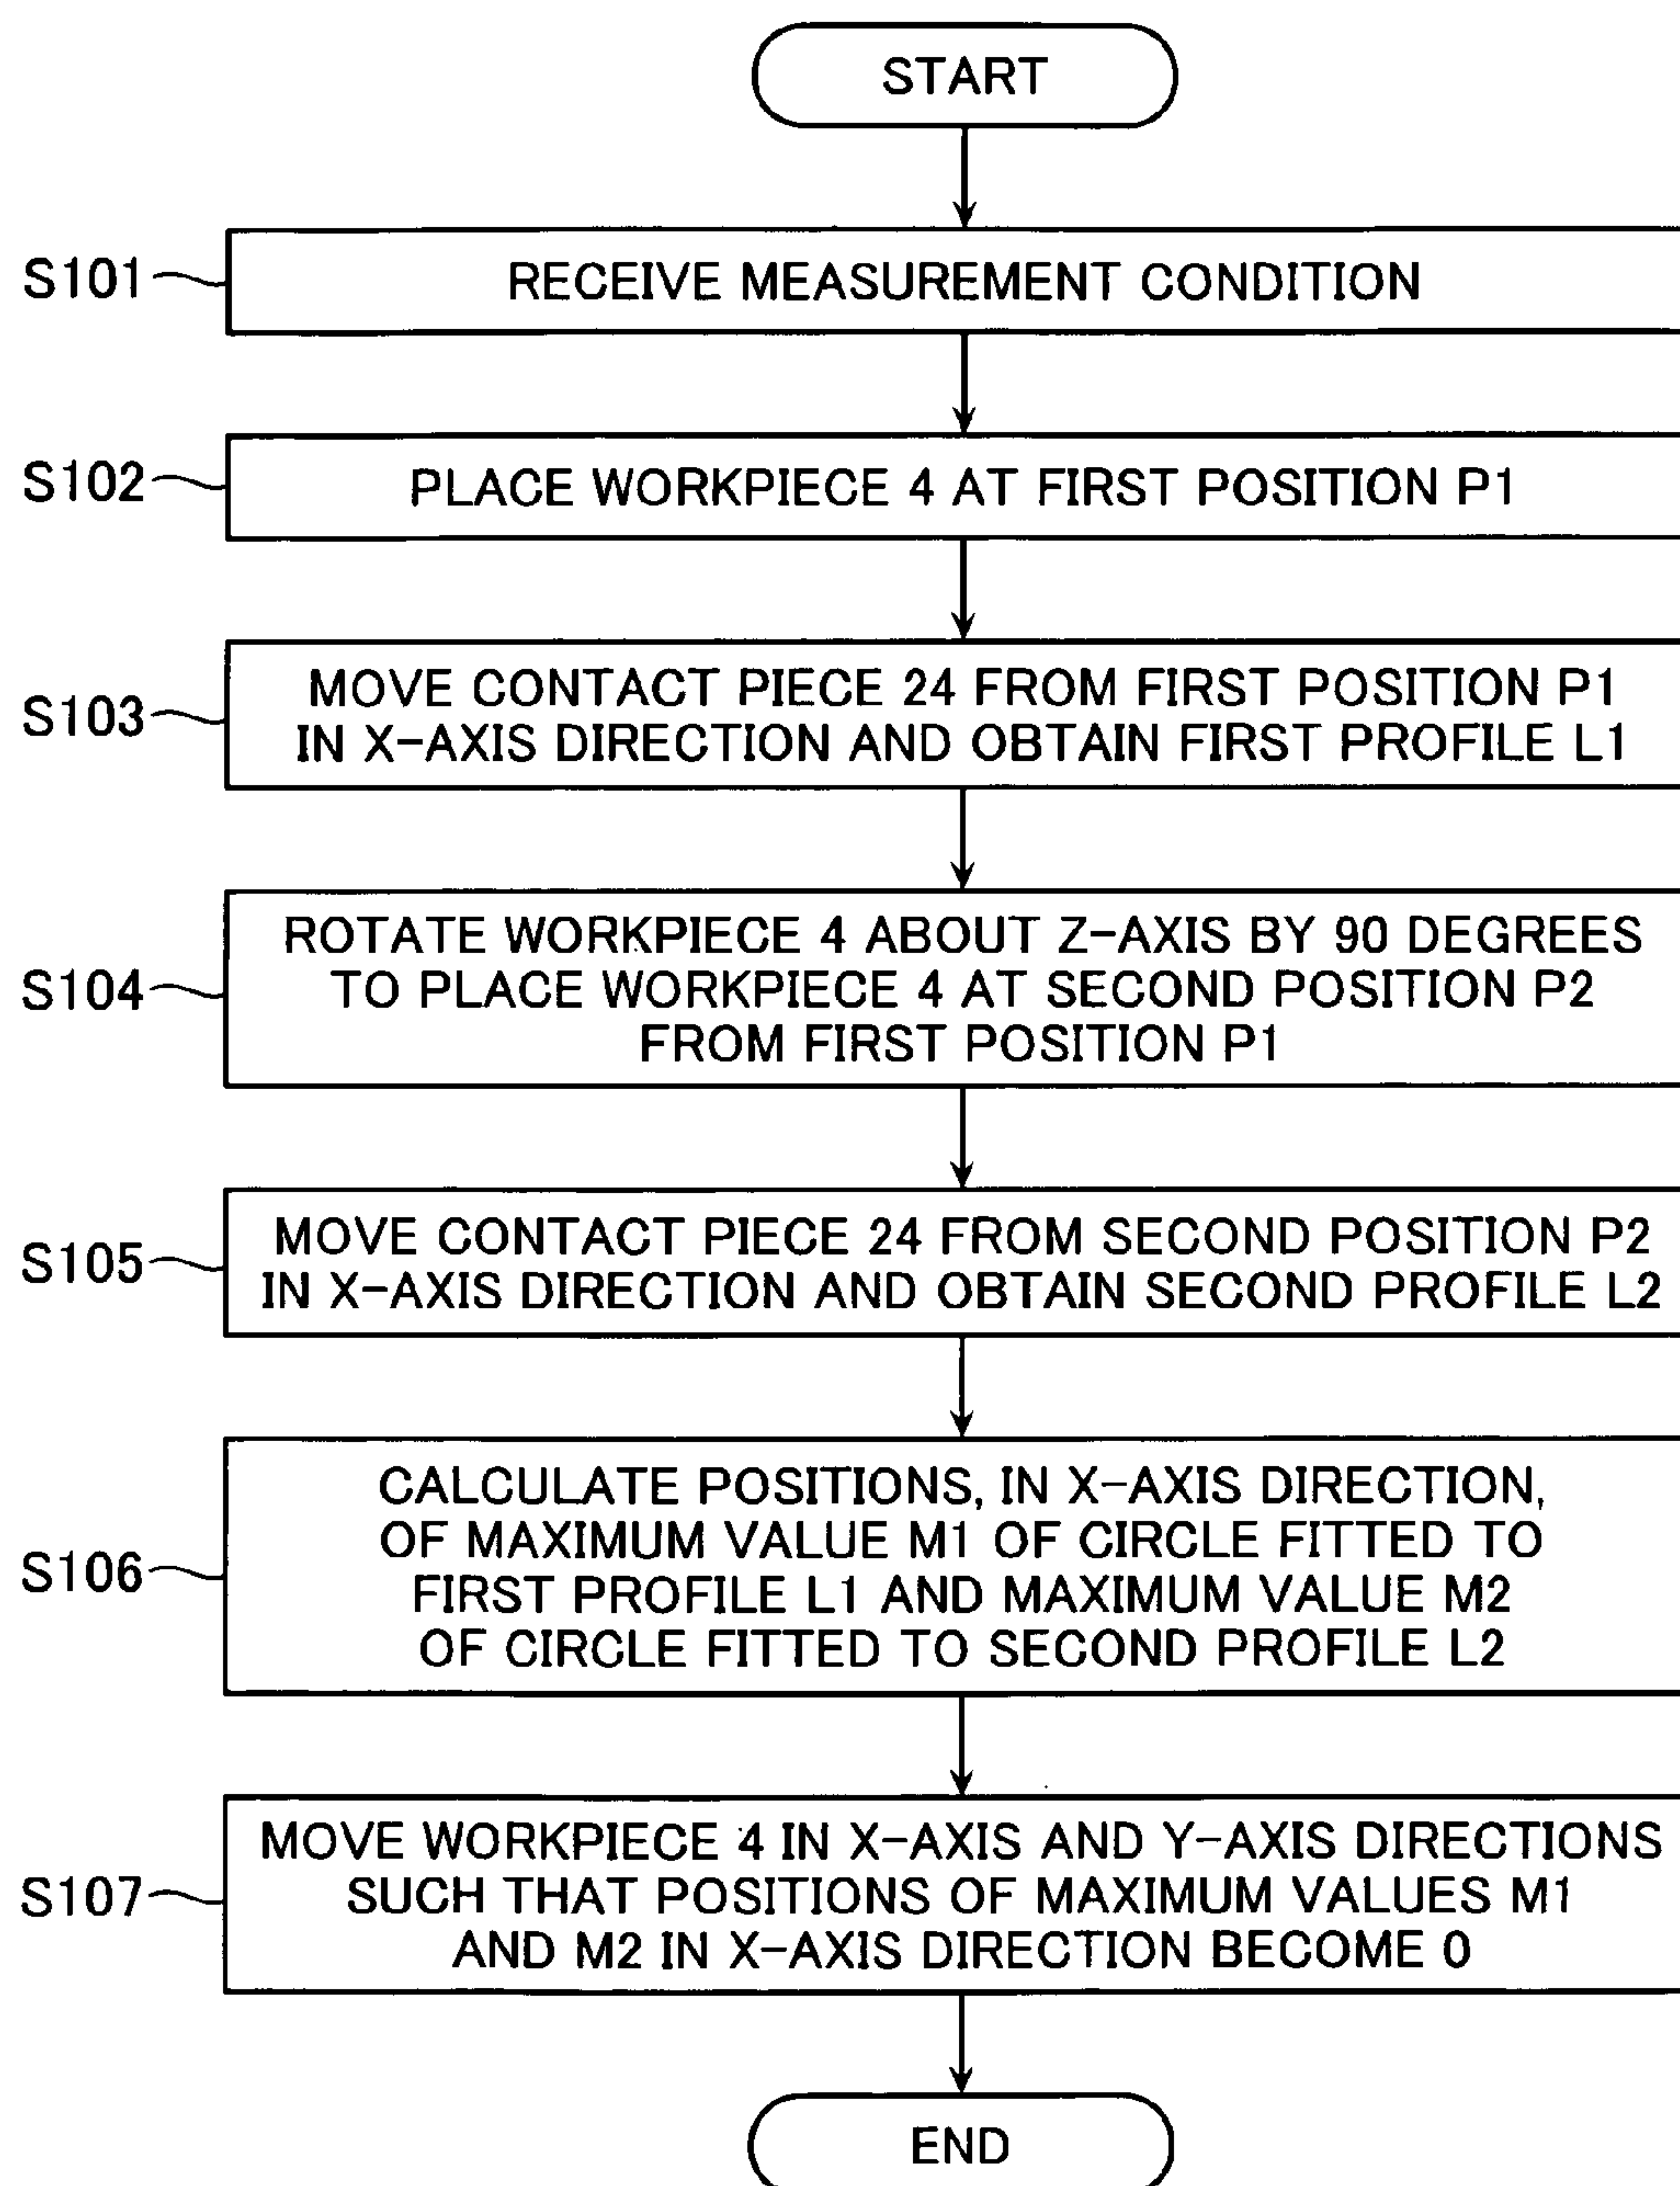 START
S101
RECEIVE MEASUREMENT CONDITION
S102
PLACE WORKPIECE 4 AT FIRST POSITION P1
S103
MOVE CONTACT PIECE 24 FROM FIRST POSITION P1
IN X-AXIS DIRECTION AND OBTAIN FIRST PROFILE L1
S104
ROTATE WORKPIECE 4 ABOUT Z-AXIS BY 90 DEGREES
TO PLACE WORKPIECE 4 AT SECOND POSITION P2
FROM FIRST POSITION P1
S105
MOVE CONTACT PIECE 24 FROM SECOND POSITION P2
IN X-AXIS DIRECTION AND OBTAIN SECOND PROFILE L2
S106
CALCULATE POSITIONS, IN X-AXIS DIRECTION,
OF MAXIMUM VALUE M1 OF CIRCLE FITTED TO
FIRST PROFILE L1 AND MAXIMUM VALUE M2
OF CIRCLE FITTED TO SECOND PROFILE L2
S107
MOVE WORKPIECE 4 IN X-AXIS AND Y-AXIS DIRECTIONS
SUCH THAT POSITIONS OF MAXIMUM VALUES M1
AND M2 IN X-AXIS DIRECTION BECOME 0
END